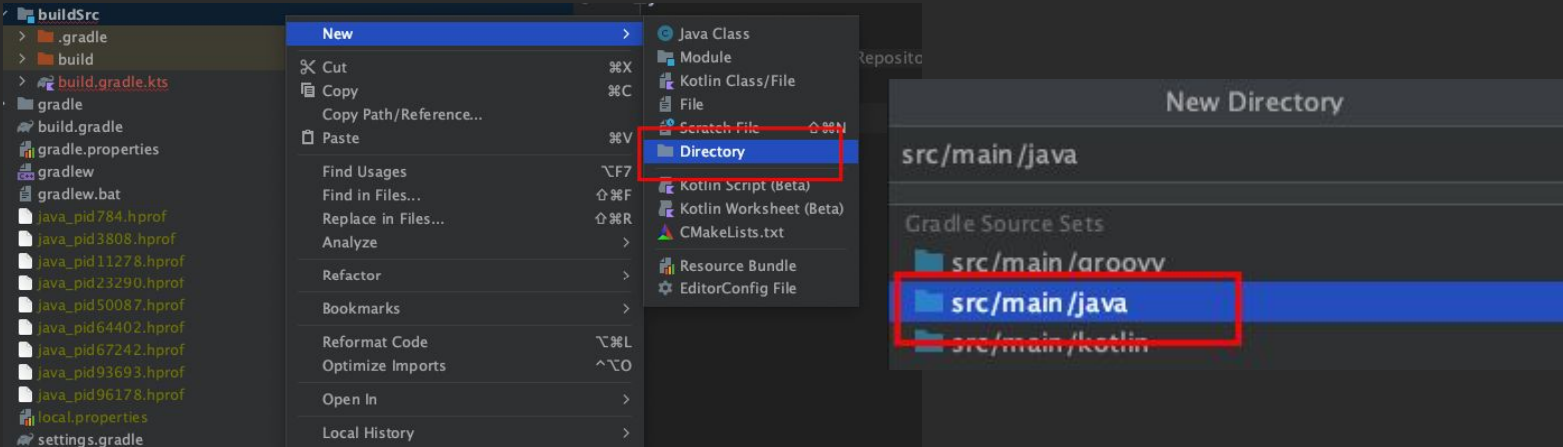 buildSrc
.gradle
build
build.gradle.kts
gradle
build.gradle
gradle.properties
gradlew
gradlew.bat
java_pid784.hprof
java_pid3808.hprof
java_pid11278.hprof
java_pid23290.hprof
java_pid50087.hprof
java_pid64402.hprof
java_pid67242.hprof
java_pid93693.hprof
java_pid96178.hprof
local.properties
settings.gradle
New
Cut ⌘X
Copy ⌘C
Copy Path/Reference...
Paste ⌘V
Find Usages ⌥F7
Find in Files... ⇧⌘F
Replace in Files... ⇧⌘R
Analyze
Refactor
Bookmarks
Reformat Code ⌥⌘L
Optimize Imports ^⌥O
Open In
Local History
Java Class
Module
Kotlin Class/File
File
Scratch File ⇧⌘N
Directory
Kotlin Script (Beta)
Kotlin Worksheet (Beta)
CMakeLists.txt
Resource Bundle
EditorConfig File
New Directory
src/main/java
Gradle Source Sets
src/main/groovy
src/main/java
src/main/kotlin